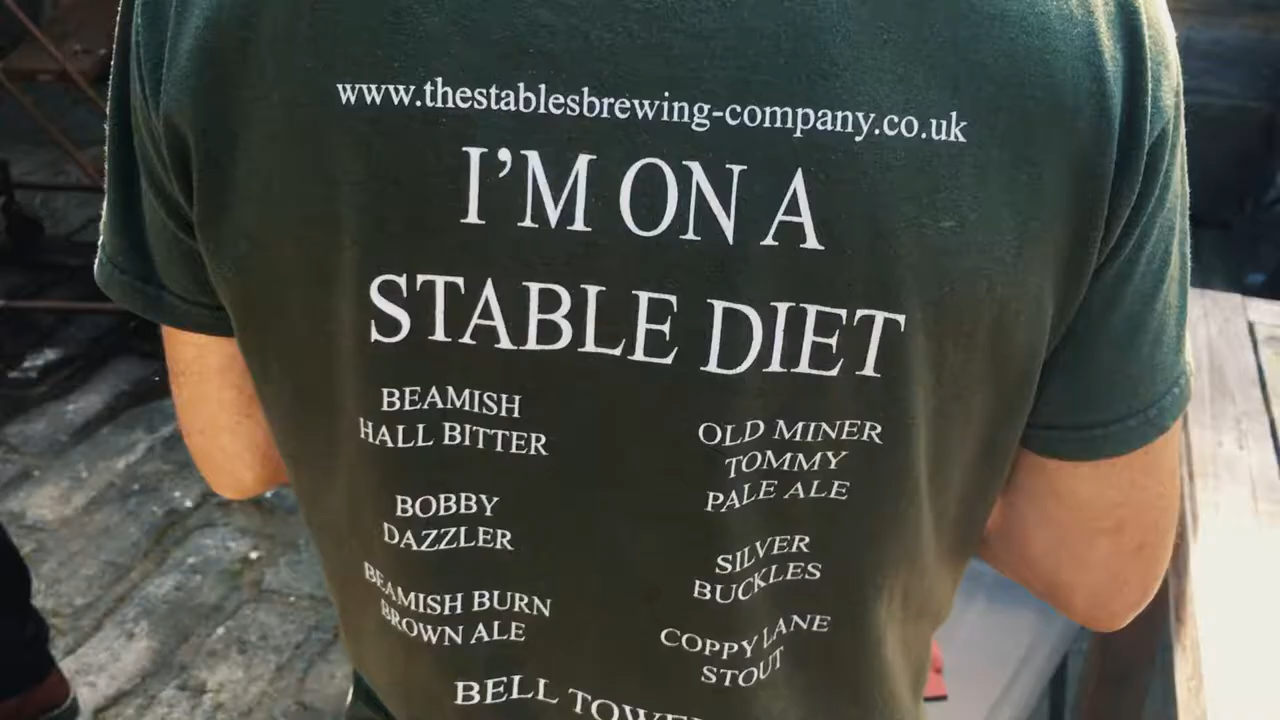 www.thestablesbrewing-company.co.uk
I'M ON A
STABLE DIET
BEAMISH
HALL BITTER
BOBBY
DAZZLER
BEAMISH BURN
BROWN ALE
OLD MINER
TOMMY
PALE ALE
SILVER
BUCKLES
COPPY LANE
STOUT
BELL TOWER